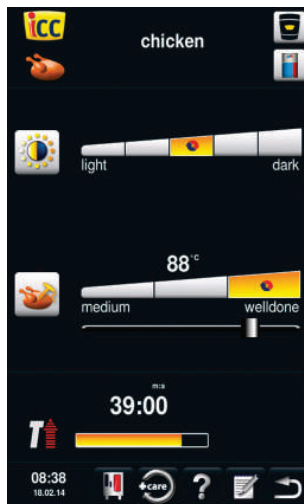 icc
chicken
light dark
88 °C
medium welldone
m:s
39:00
T
08:38
18.02.14
+care ?